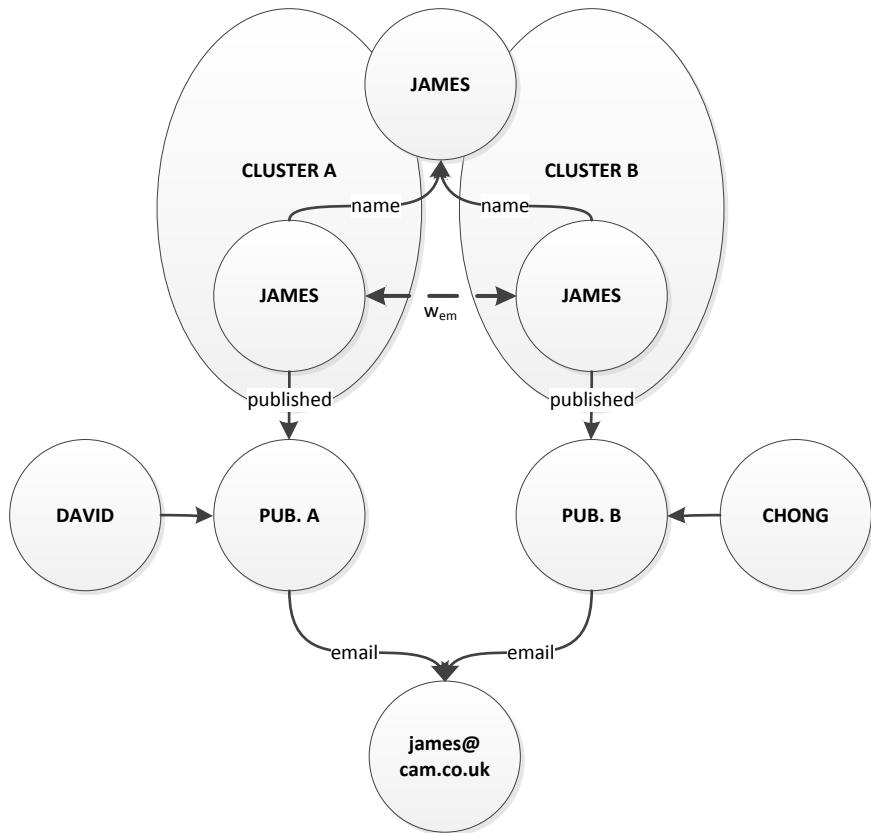 JAMES
CLUSTER A
CLUSTER B
name
name
JAMES
JAMES
w_em
published
published
DAVID
PUB. A
PUB. B
CHONG
email
email
james@
cam.co.uk